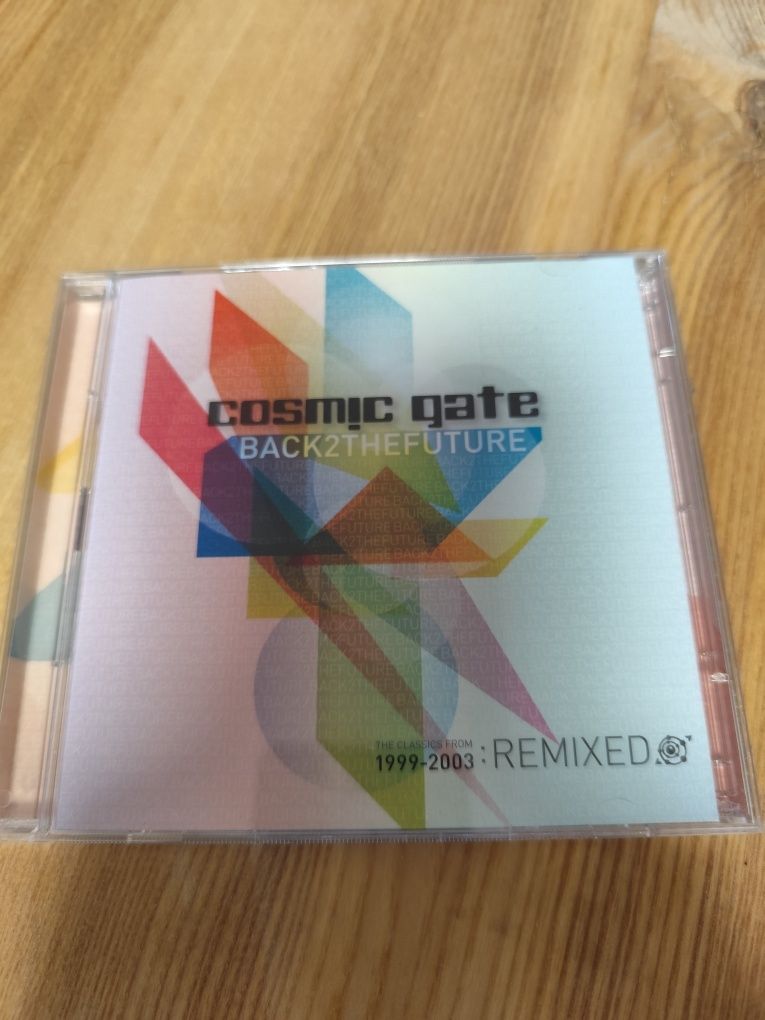 cosmic gate
BACK2THEFUTURE
THE CLASSICS FROM
1999-2003 : REMIXED